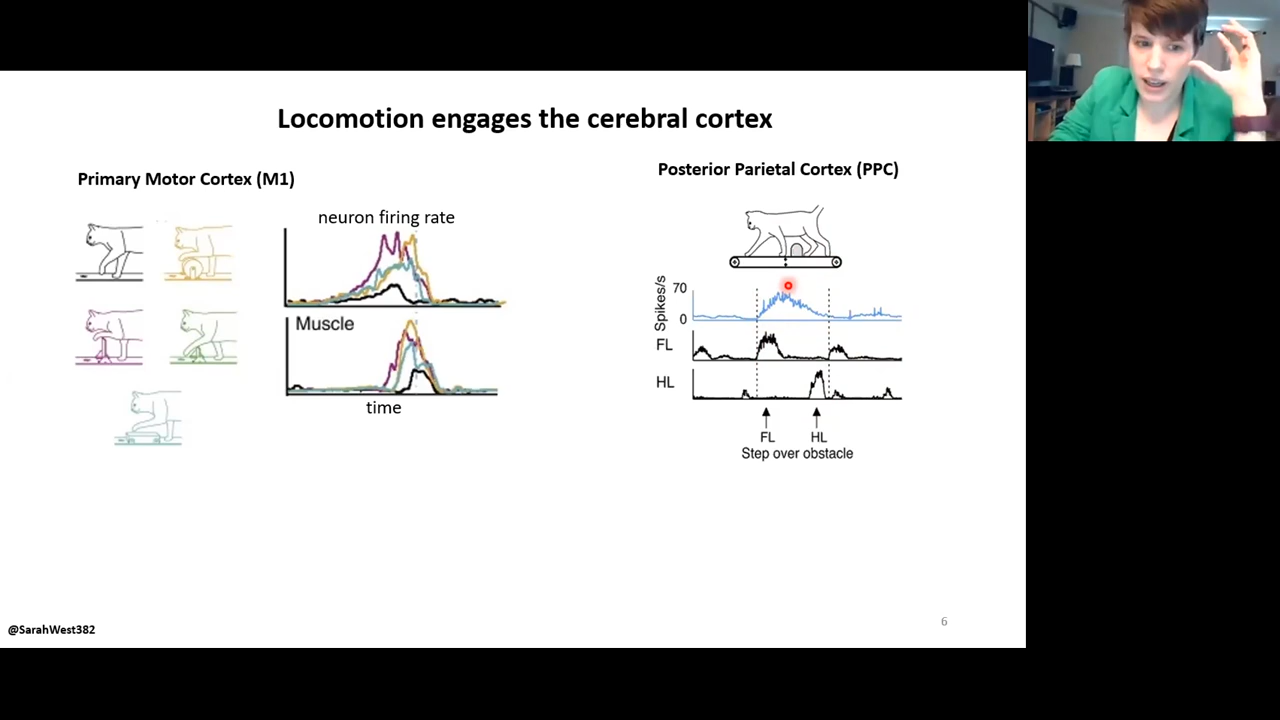 Locomotion engages the cerebral cortex
Primary Motor Cortex (M1)
neuron firing rate
Muscle
time
Posterior Parietal Cortex (PPC)
Spikes/s
70
0
FL
HL
FL HL
Step over obstacle
@SarahWest382
6